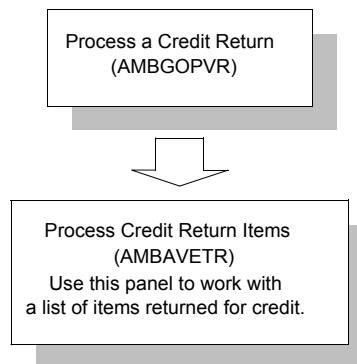 Process a Credit Return
(AMBGOPVR)
Process Credit Return Items
(AMBAVETR)
Use this panel to work with
a list of items returned for credit.